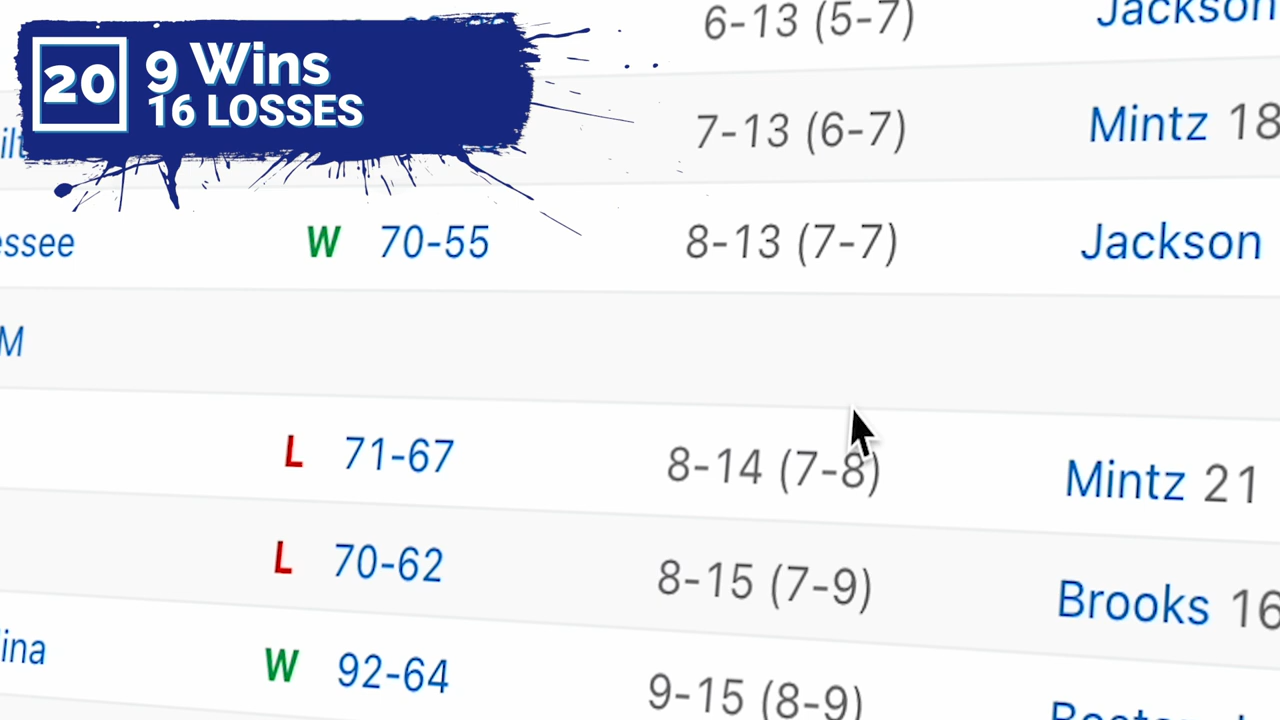 20
9 Wins
16 LOSSES
6-13 (5-7) Jackson
7-13 (6-7) Mintz 18
W 70-55 8-13 (7-7) Jackson
M
L 71-67 8-14 (7-8) Mintz 21
L 70-62 8-15 (7-9) Brooks 16
W 92-64 9-15 (8-9)